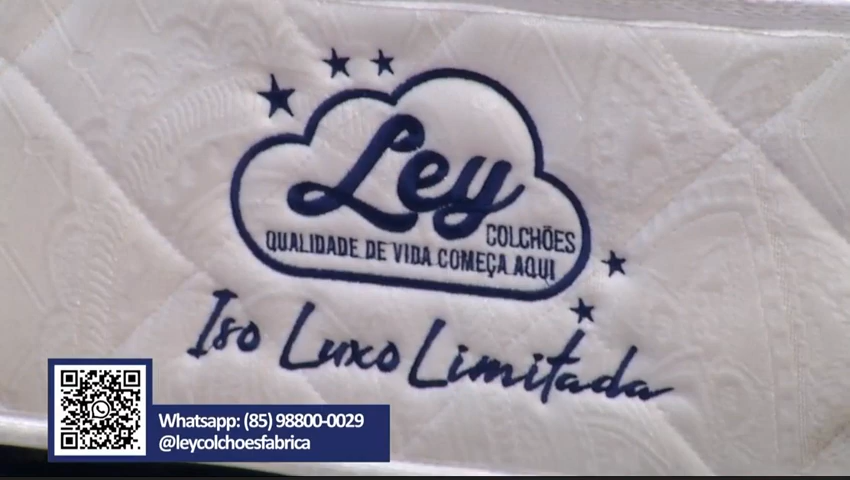 Ley
COLCHÕES
QUALIDADE DE VIDA COMEÇA AQUI
Iso Luxo Limitada
Whatsapp: (85) 98800-0029
@leycolchoesfabrica